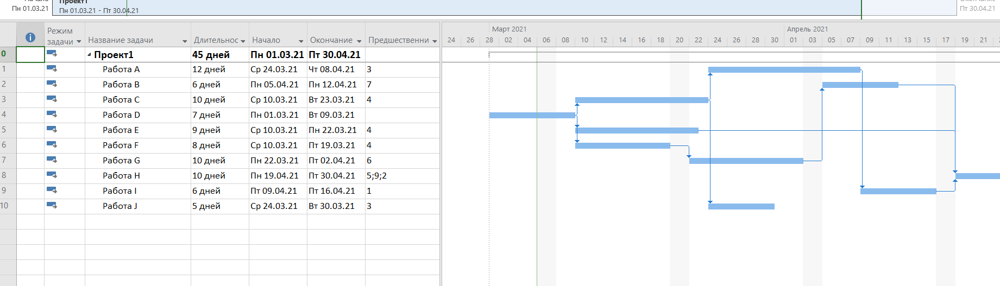 Начало
Пн 01.03.21
Проект1
Пн 01.03.21 - Пт 30.04.21
Окончание
Пт 30.04.21
Режим задачи Название задачи Длительнос Начало Окончание Предшественни
Март 2021 Апрель 2021
24 26 28 02 04 06 08 10 12 14 16 18 20 22 24 26 28 30 01 03 05 07 09 11 13 15 17 19 21
0 Проект1 45 дней Пн 01.03.21 Пт 30.04.21
1 Работа A 12 дней Ср 24.03.21 Чт 08.04.21 3
2 Работа B 6 дней Пн 05.04.21 Пн 12.04.21 7
3 Работа C 10 дней Ср 10.03.21 Вт 23.03.21 4
4 Работа D 7 дней Пн 01.03.21 Вт 09.03.21
5 Работа E 9 дней Ср 10.03.21 Пн 22.03.21 4
6 Работа F 8 дней Ср 10.03.21 Пт 19.03.21 4
7 Работа G 10 дней Пн 22.03.21 Пт 02.04.21 6
8 Работа H 10 дней Пн 19.04.21 Пт 30.04.21 5;9;2
9 Работа I 6 дней Пт 09.04.21 Пт 16.04.21 1
10 Работа J 5 дней Ср 24.03.21 Вт 30.03.21 3